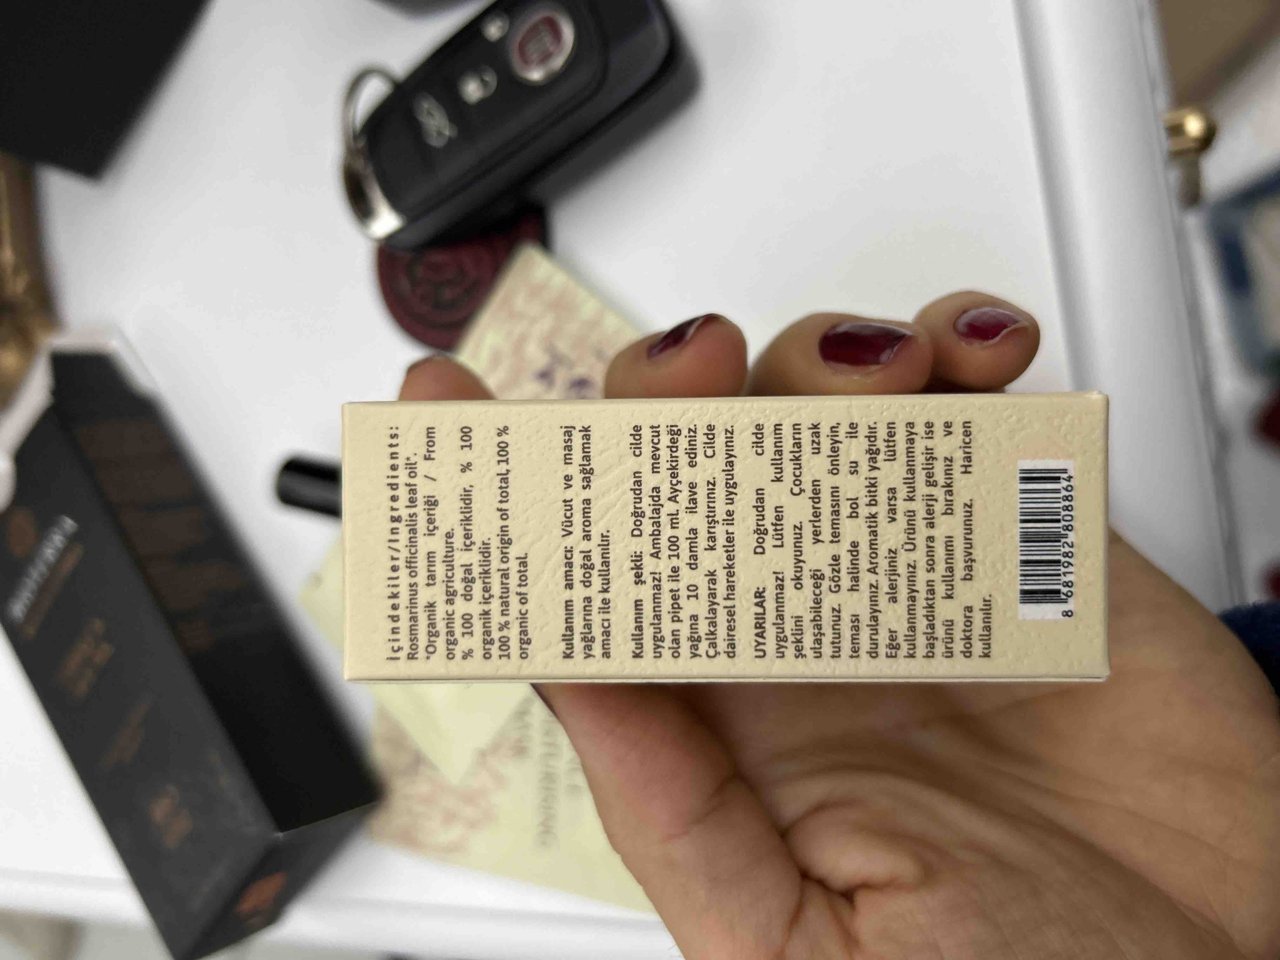 İçindekiler/Ingredients:
Rosmarinus officinalis leaf oil*.
*Organik tarım içeriği / From
organic agriculture.
% 100 doğal içeriklidir, % 100
organik içeriklidir.
100 % natural origin of total, 100 %
organic of total.
Kullanım amacı: Vücut ve masaj
yağlarına doğal aroma sağlamak
amacı ile kullanılır.
Kullanım şekli: Doğrudan cilde
uygulanmaz! Ambalajda mevcut
olan pipet ile 100 ml. Ayçekirdeği
yağına 10 damla ilave ediniz.
Çalkalayarak karıştırınız. Cilde
dairesel hareketler ile uygulayınız.
UYARILAR: Doğrudan cilde
uygulanmaz! Lütfen kullanım
şeklini okuyunuz. Çocukların
ulaşabileceği yerlerden uzak
tutunuz. Gözle temasını önleyin,
teması halinde bol su ile
durulayınız. Aromatik bitki yağıdır.
Eğer alerjiniz varsa lütfen
kullanmayınız. Ürünü kullanmaya
başladıktan sonra alerji gelişir ise
ürünü kullanımı bırakınız ve
doktora başvurunuz. Haricen
kullanılır.
8 681982 808864